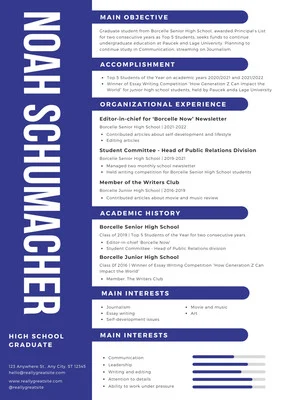 NOAH SCHUMACHER
HIGH SCHOOL
GRADUATE
123 Anywhere St., Any City, ST 12345
hello@reallygreatsite.com
www.reallygreatsite.com
MAIN OBJECTIVE
Graduate student from Borcelle Senior High School, awarded Principal's List
for two consecutive years as Top 5 Students, seeks funds to continue
undergraduate education at Paucek and Lage University. Planning to
continue study in Communication, streamling on Journalism.
ACCOMPLISHMENT
Top 5 Students of the Year on academic years 2020/2021 and 2021/2022
Winner of Essay Writing Competition 'How Generation Z Can Impact the
World' for junior high school students, held by Paucek anda Lage University
ORGANIZATIONAL EXPERIENCE
Editor-in-chief for 'Borcelle Now' Newsletter
Borcelle Senior High School | 2021-2022
Contributed articles about self development and lifestyle
Editing articles
Student Committee - Head of Public Relations Division
Borcelle Senior High School | 2019-2021
Managed two monthly school newsletter
Held writing competition for Borcelle Senior High School students
Member of the Writers Club
Borcelle Junior High School | 2018-2019
Contributed articles about movie and music review
ACADEMIC HISTORY
Borcelle Senior High School
Class of 2019 | Top 5 Students of the Year for two consecutive years
Editor-in-chief 'Borcelle Now'
Student Committee - Head of Public Relations division
Borcelle Junior High School
Class of 2016 | Winner of Essay Writing Competition 'How Generation Z Can
Impact the World'
Member: The Writers Club
MAIN INTERESTS
Journalism
Essay writing
Self-development issues
Movie and music
Art
MAIN INTERESTS
Communication
Leadership
Writing and editing
Attention to details
Ability to work under pressure